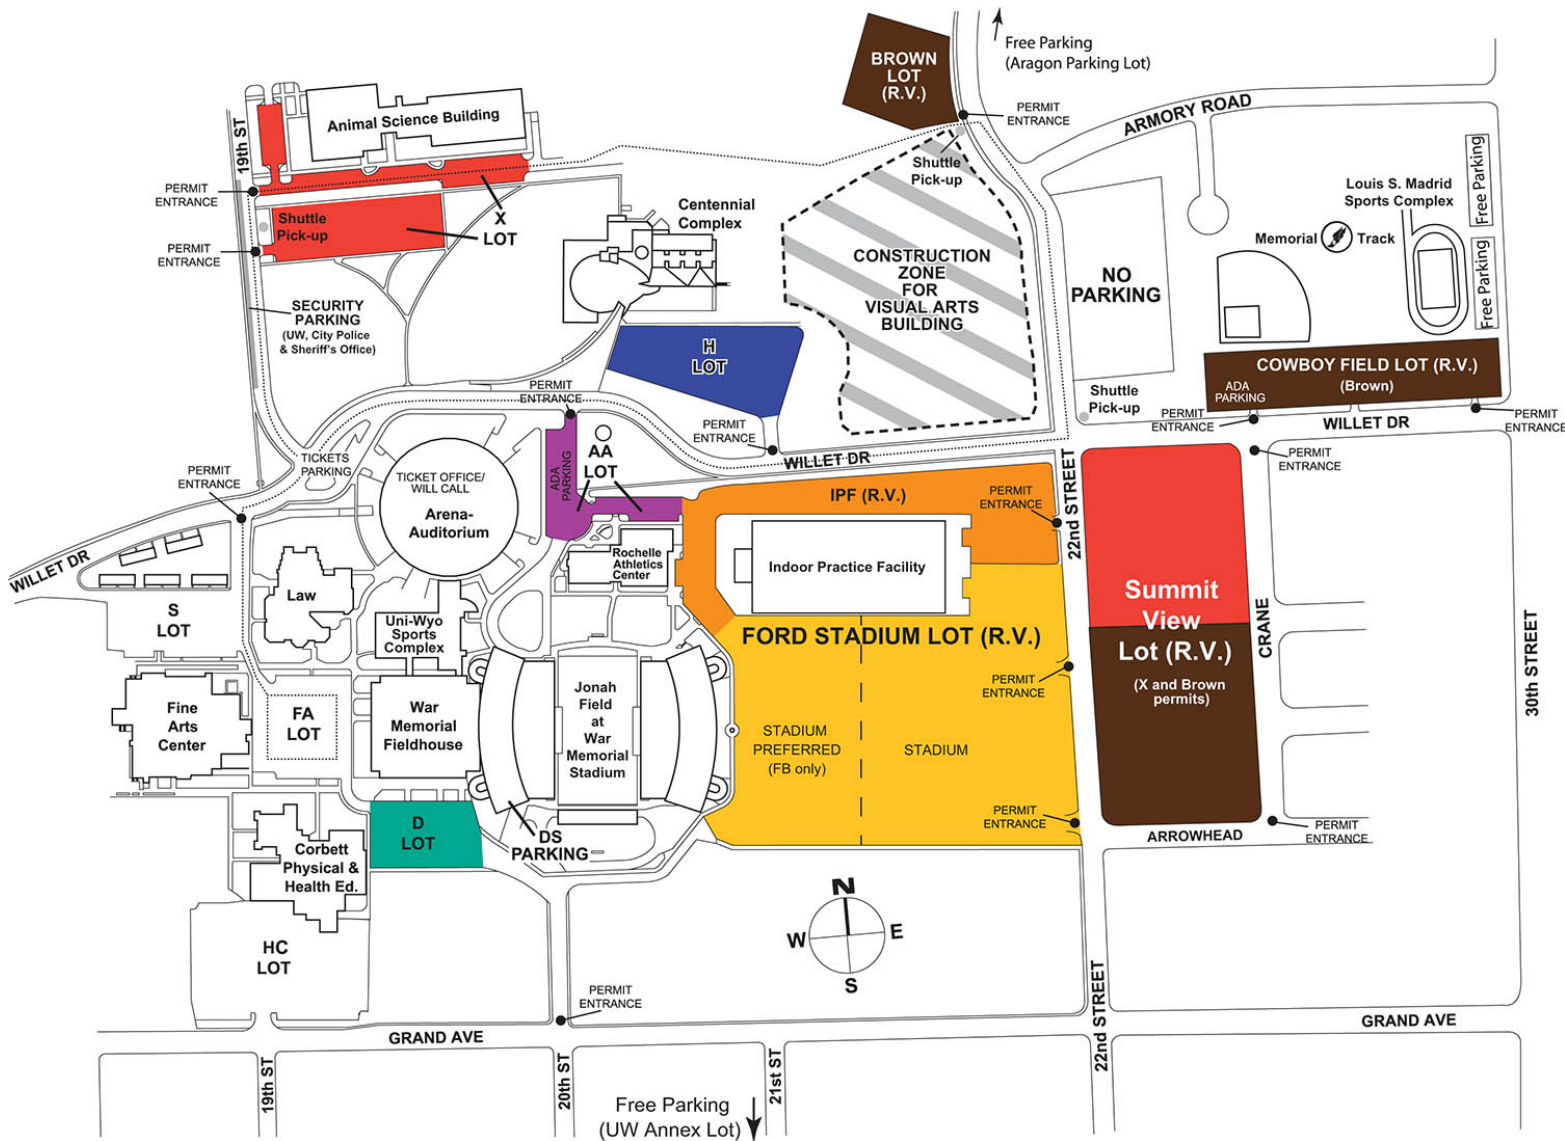 Free Parking
(Aragon Parking Lot)
BROWN
LOT
(R.V.)
PERMIT
ENTRANCE
ARMORY ROAD
19th ST
Animal Science Building
Shuttle
Pick-up
Free Parking
Louis S. Madrid
Sports Complex
PERMIT
ENTRANCE
X
LOT
Shuttle
Pick-up
Centennial
Complex
Memorial
Track
PERMIT
ENTRANCE
CONSTRUCTION
ZONE
FOR
VISUAL ARTS
BUILDING
NO
PARKING
Free Parking
SECURITY
PARKING
(UW, City Police
& Sheriff's Office)
H
LOT
COWBOY FIELD LOT (R.V.)
(Brown)
ADA
PARKING
PERMIT
ENTRANCE
Shuttle
Pick-up
PERMIT
ENTRANCE
WILLET DR
PERMIT
ENTRANCE
PERMIT
ENTRANCE
AA
LOT
ADA
PARKING
TICKETS
PARKING
WILLET DR
PERMIT
ENTRANCE
PERMIT
ENTRANCE
TICKET OFFICE/
WILL CALL
Arena-
Auditorium
IPF (R.V.)
PERMIT
ENTRANCE
22nd STREET
WILLET DR
Rochelle
Athletics
Center
Indoor Practice Facility
Law
S
LOT
Uni-Wyo
Sports
Complex
FORD STADIUM LOT (R.V.)
Summit
View
Lot (R.V.)
(X and Brown
permits)
CRANE
30th STREET
PERMIT
ENTRANCE
Fine
Arts
Center
FA
LOT
War
Memorial
Fieldhouse
Jonah
Field
at
War
Memorial
Stadium
STADIUM
PREFERRED
(FB only)
STADIUM
PERMIT
ENTRANCE
D
LOT
DS
PARKING
ARROWHEAD
PERMIT
ENTRANCE
Corbett
Physical &
Health Ed.
N
W
E
S
HC
LOT
PERMIT
ENTRANCE
22nd STREET
GRAND AVE
GRAND AVE
19th ST
20th ST
21st ST
Free Parking
(UW Annex Lot)